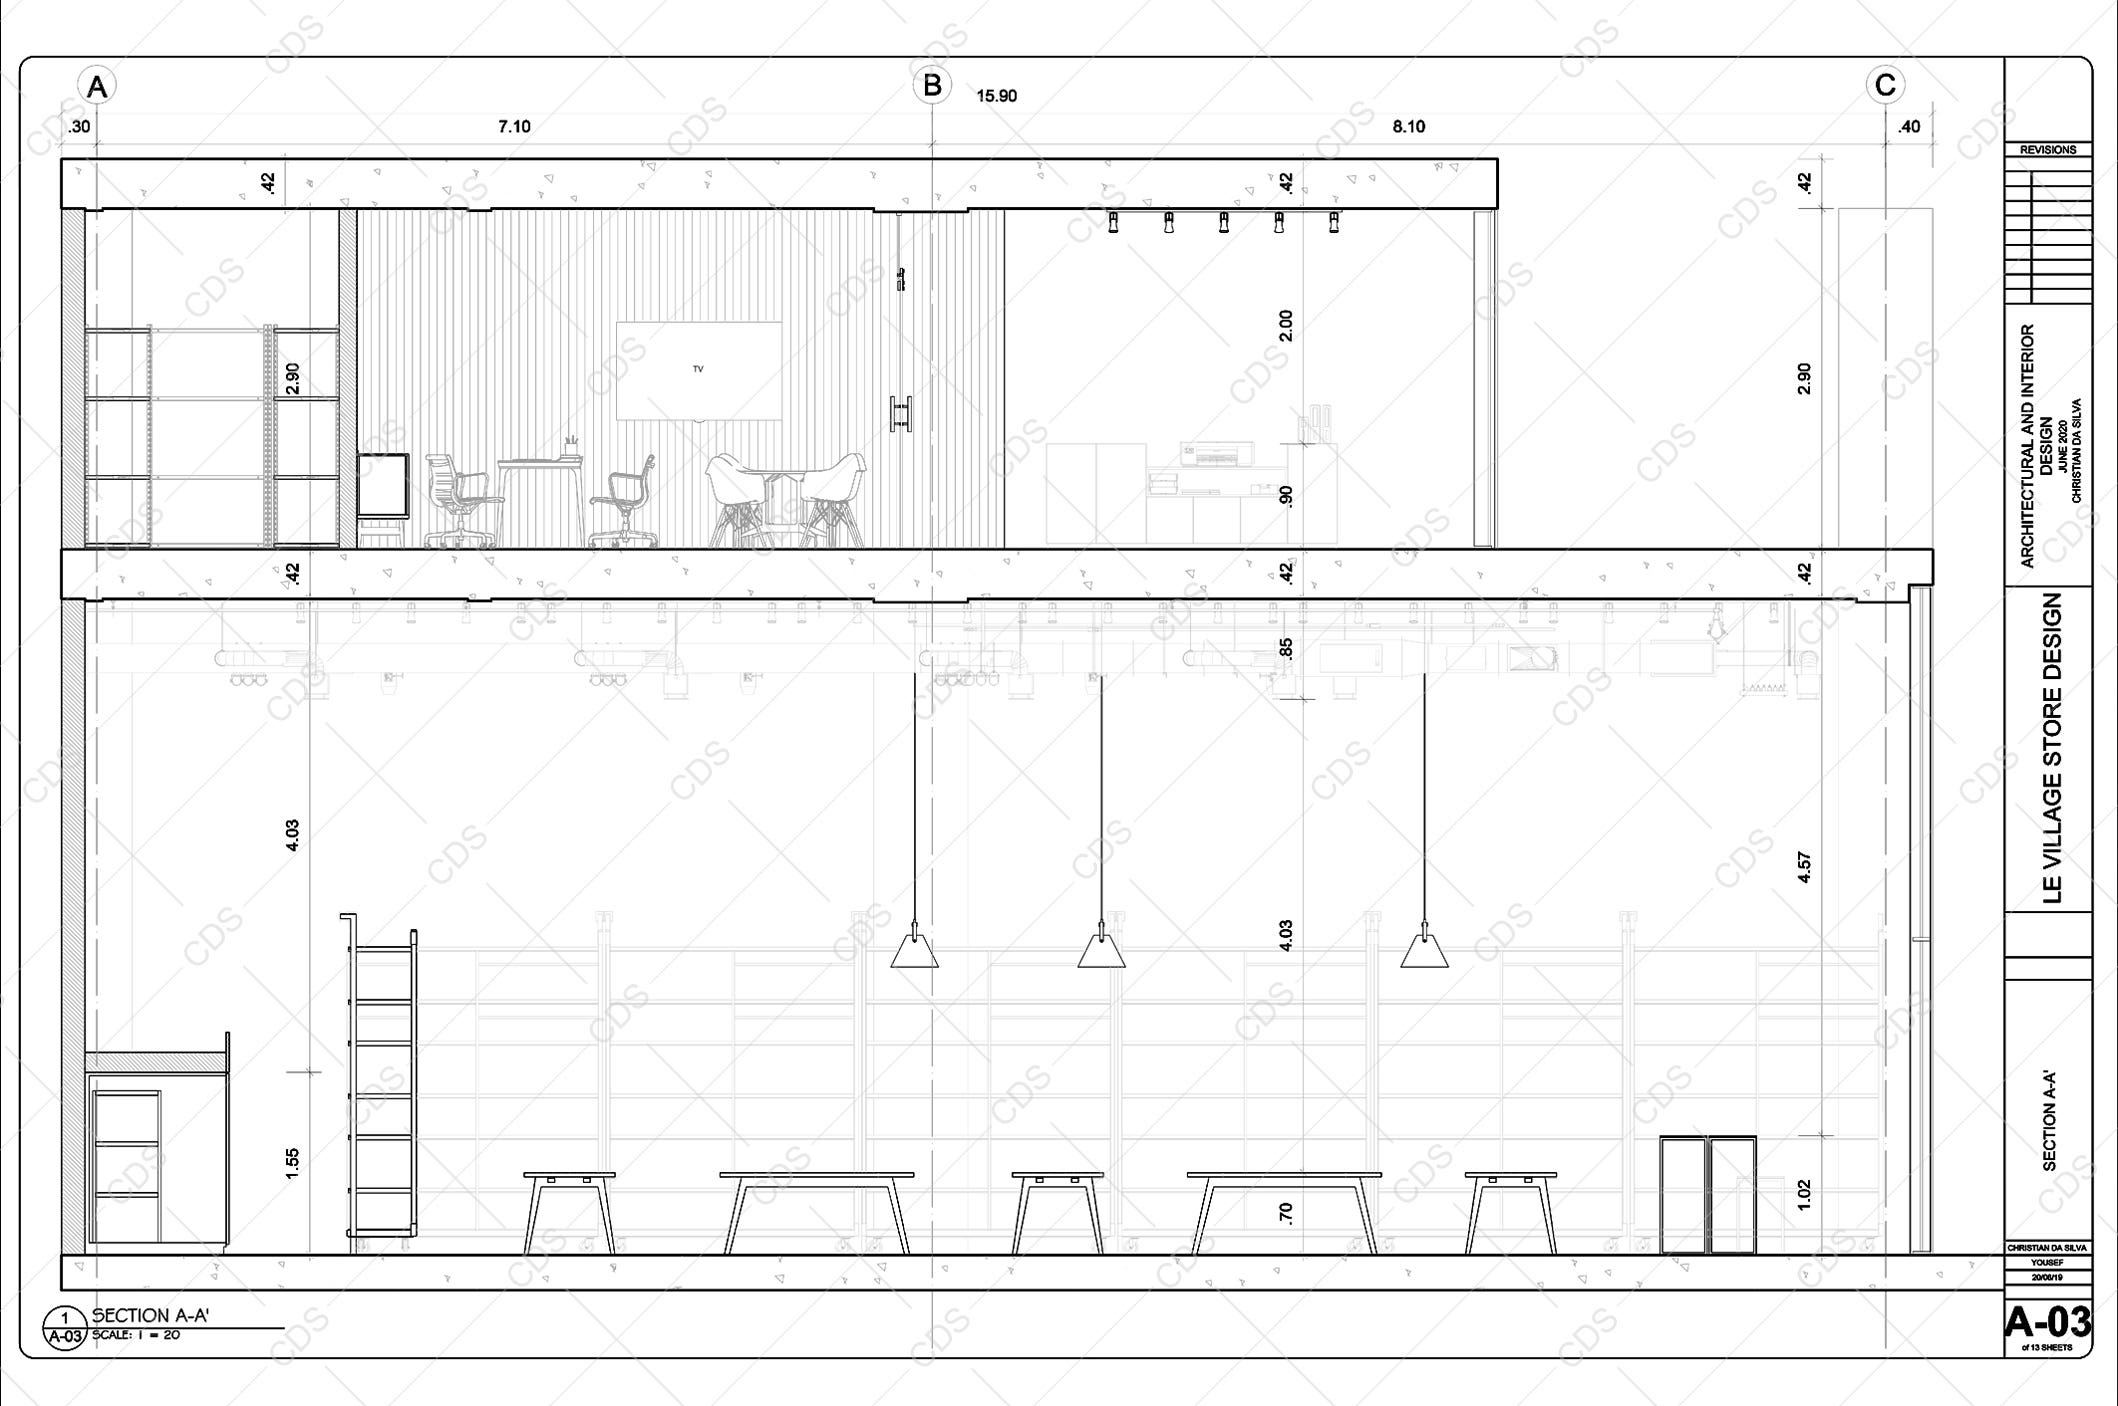 A
B
C
15.90
.30
7.10
8.10
.40
.42
.42
.42
2.00
2.90
2.90
TV
.90
.42
.42
.42
.85
4.03
4.03
4.57
1.55
.70
1.02
1
A-03
SECTION A-A'
SCALE: 1 = 20
REVISIONS
ARCHITECTURAL AND INTERIOR
DESIGN
JUNE 2020
CHRISTIAN DA SILVA
LE VILLAGE STORE DESIGN
SECTION A-A'
CHRISTIAN DA SILVA
YOUSEF
20/06/19
A-03
of 13 SHEETS
CDS